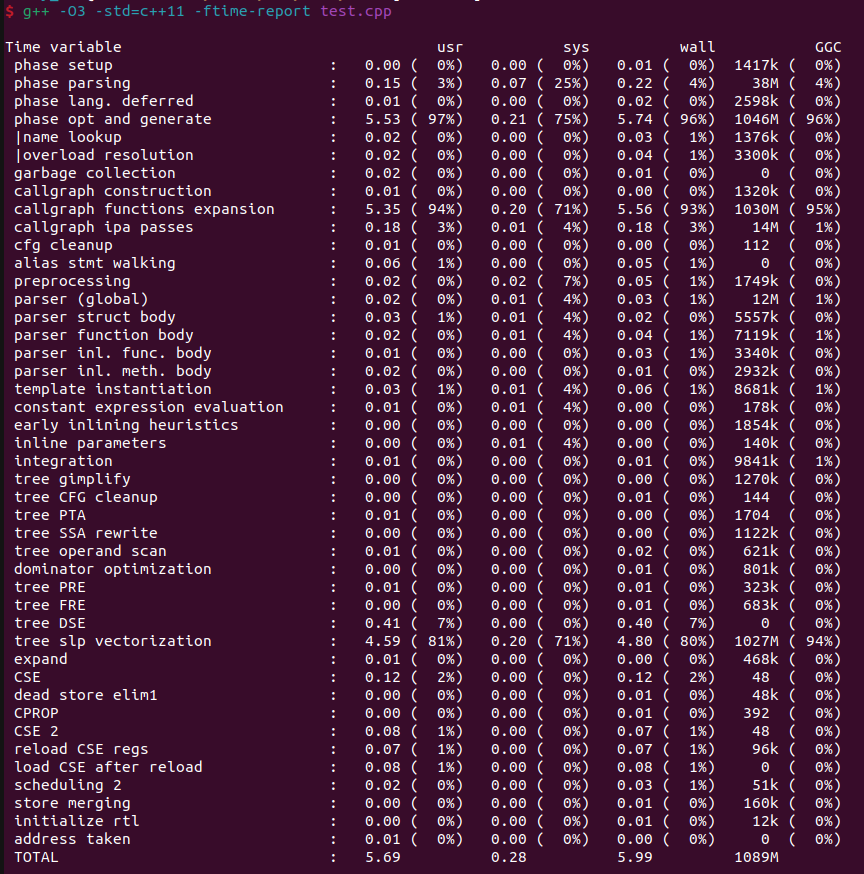 $ g++ -O3 -std=c++11 -ftime-report test.cpp
Time variable                                   usr           sys          wall           GGC
 phase setup                        :   0.00 (  0%)   0.00 (  0%)   0.01 (  0%)  1417k (  0%)
 phase parsing                      :   0.15 (  3%)   0.07 ( 25%)   0.22 (  4%)    38M (  4%)
 phase lang. deferred               :   0.01 (  0%)   0.00 (  0%)   0.02 (  0%)  2598k (  0%)
 phase opt and generate             :   5.53 ( 97%)   0.21 ( 75%)   5.74 ( 96%)  1046M ( 96%)
 |name lookup                       :   0.02 (  0%)   0.00 (  0%)   0.03 (  1%)  1376k (  0%)
 |overload resolution               :   0.02 (  0%)   0.00 (  0%)   0.04 (  1%)  3300k (  0%)
 garbage collection                 :   0.02 (  0%)   0.00 (  0%)   0.01 (  0%)     0  (  0%)
 callgraph construction             :   0.01 (  0%)   0.00 (  0%)   0.00 (  0%)  1320k (  0%)
 callgraph functions expansion      :   5.35 ( 94%)   0.20 ( 71%)   5.56 ( 93%)  1030M ( 95%)
 callgraph ipa passes               :   0.18 (  3%)   0.01 (  4%)   0.18 (  3%)    14M (  1%)
 cfg cleanup                        :   0.01 (  0%)   0.00 (  0%)   0.00 (  0%)   112  (  0%)
 alias stmt walking                 :   0.06 (  1%)   0.00 (  0%)   0.05 (  1%)     0  (  0%)
 preprocessing                      :   0.02 (  0%)   0.02 (  7%)   0.05 (  1%)  1749k (  0%)
 parser (global)                    :   0.02 (  0%)   0.01 (  4%)   0.03 (  1%)    12M (  1%)
 parser struct body                 :   0.03 (  1%)   0.01 (  4%)   0.02 (  0%)  5557k (  0%)
 parser function body               :   0.02 (  0%)   0.01 (  4%)   0.04 (  1%)  7119k (  1%)
 parser inl. func. body             :   0.01 (  0%)   0.00 (  0%)   0.03 (  1%)  3340k (  0%)
 parser inl. meth. body             :   0.02 (  0%)   0.00 (  0%)   0.01 (  0%)  2932k (  0%)
 template instantiation             :   0.03 (  1%)   0.01 (  4%)   0.06 (  1%)  8681k (  1%)
 constant expression evaluation     :   0.01 (  0%)   0.01 (  4%)   0.00 (  0%)   178k (  0%)
 early inlining heuristics          :   0.00 (  0%)   0.00 (  0%)   0.00 (  0%)  1854k (  0%)
 inline parameters                  :   0.00 (  0%)   0.01 (  4%)   0.00 (  0%)   140k (  0%)
 integration                        :   0.01 (  0%)   0.00 (  0%)   0.01 (  0%)  9841k (  1%)
 tree gimplify                      :   0.00 (  0%)   0.00 (  0%)   0.00 (  0%)  1270k (  0%)
 tree CFG cleanup                   :   0.00 (  0%)   0.00 (  0%)   0.01 (  0%)   144  (  0%)
 tree PTA                           :   0.01 (  0%)   0.00 (  0%)   0.01 (  0%)  1704  (  0%)
 tree SSA rewrite                   :   0.00 (  0%)   0.00 (  0%)   0.00 (  0%)  1122k (  0%)
 tree operand scan                  :   0.01 (  0%)   0.00 (  0%)   0.02 (  0%)   621k (  0%)
 dominator optimization             :   0.00 (  0%)   0.00 (  0%)   0.01 (  0%)   801k (  0%)
 tree PRE                           :   0.01 (  0%)   0.00 (  0%)   0.01 (  0%)   323k (  0%)
 tree FRE                           :   0.00 (  0%)   0.00 (  0%)   0.00 (  0%)   683k (  0%)
 tree DSE                           :   0.41 (  7%)   0.00 (  0%)   0.40 (  7%)     0  (  0%)
 tree slp vectorization             :   4.59 ( 81%)   0.20 ( 71%)   4.80 ( 80%)  1027M ( 94%)
 expand                             :   0.01 (  0%)   0.00 (  0%)   0.00 (  0%)   468k (  0%)
 CSE                                :   0.12 (  2%)   0.00 (  0%)   0.12 (  2%)    48  (  0%)
 dead store elim1                   :   0.00 (  0%)   0.00 (  0%)   0.01 (  0%)    48k (  0%)
 CPROP                              :   0.00 (  0%)   0.00 (  0%)   0.01 (  0%)   392  (  0%)
 CSE 2                              :   0.08 (  1%)   0.00 (  0%)   0.07 (  1%)    48  (  0%)
 reload CSE regs                    :   0.07 (  1%)   0.00 (  0%)   0.07 (  1%)    96k (  0%)
 load CSE after reload              :   0.08 (  1%)   0.00 (  0%)   0.08 (  1%)     0  (  0%)
 scheduling 2                       :   0.02 (  0%)   0.00 (  0%)   0.03 (  1%)    51k (  0%)
 store merging                      :   0.00 (  0%)   0.00 (  0%)   0.01 (  0%)   160k (  0%)
 initialize rtl                     :   0.00 (  0%)   0.00 (  0%)   0.01 (  0%)    12k (  0%)
 address taken                      :   0.01 (  0%)   0.00 (  0%)   0.00 (  0%)     0  (  0%)
 TOTAL                              :   5.69          0.28          5.99         1089M